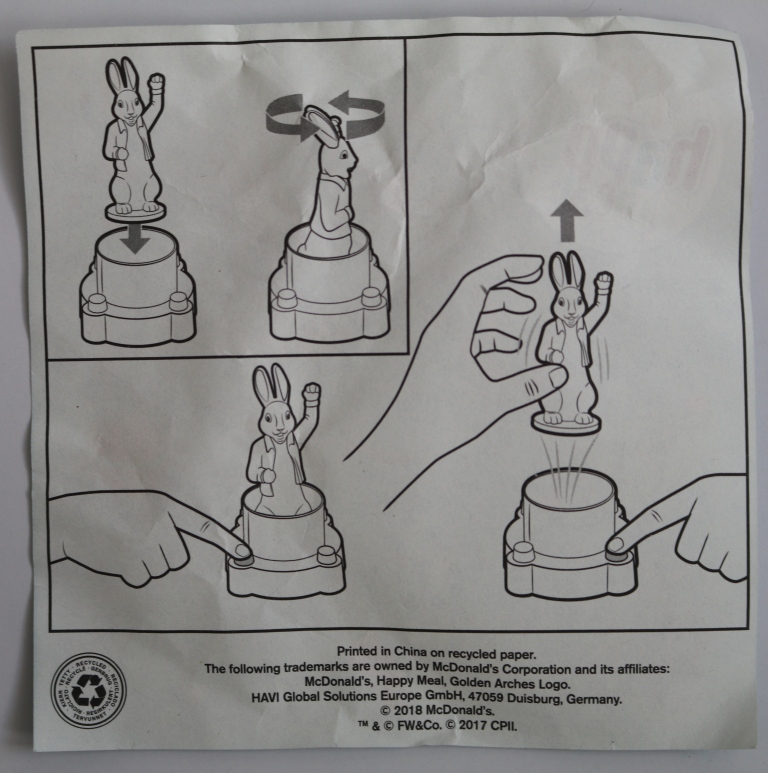 Printed in China on recycled paper.
The following trademarks are owned by McDonald's Corporation and its affiliates:
McDonald's, Happy Meal, Golden Arches Logo.
HAVI Global Solutions Europe GmbH, 47059 Duisburg, Germany.
© 2018 McDonald's.
™ & © FW&Co. © 2017 CPII.
RECYCLED